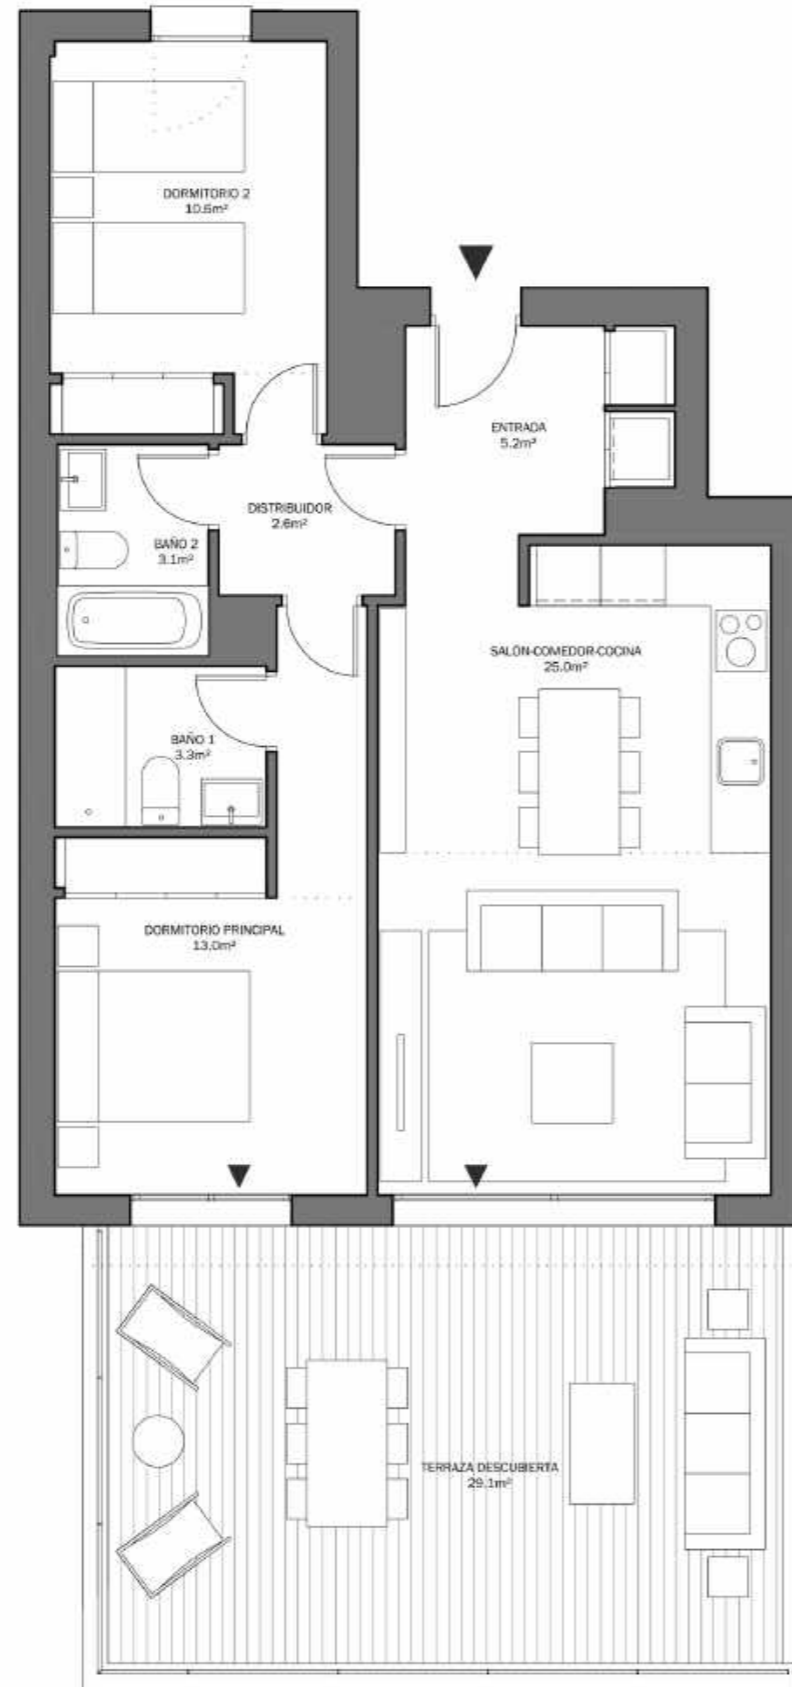 DORMITORIO 2
10.6m²
ENTRADA
5.2m²
DISTRIBUIDOR
2.6m²
BAÑO 2
3.1m²
SALÓN-COMEDOR-COCINA
25.0m²
BAÑO 1
3.3m²
DORMITORIO PRINCIPAL
13.0m²
TERRAZA DESCUBIERTA
29.1m²